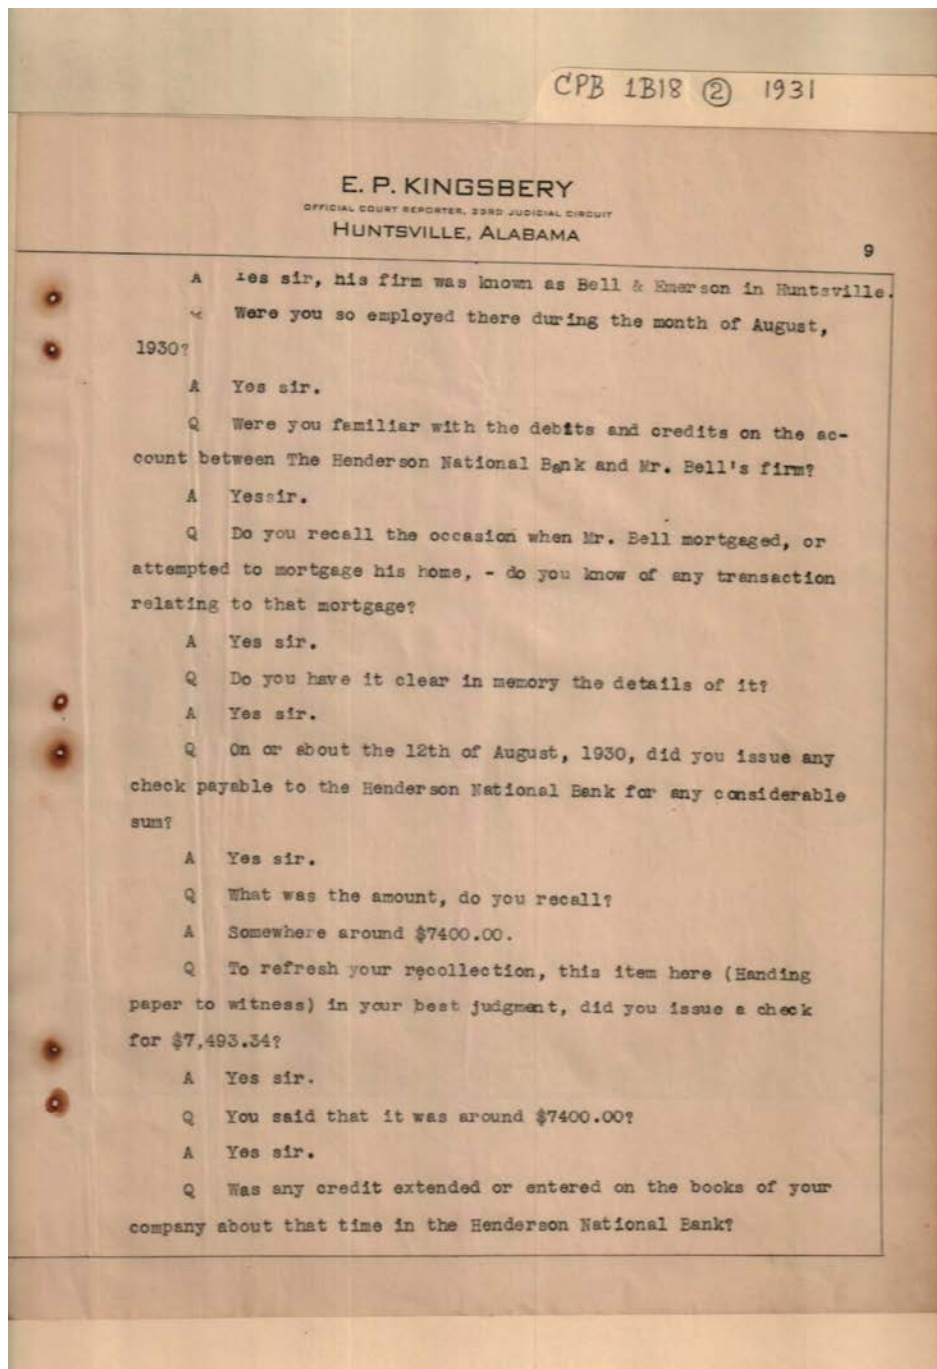 CPB 1B18 ② 1931
E. P. KINGSBERY
OFFICIAL COURT REPORTER, 23RD JUDICIAL CIRCUIT
HUNTSVILLE, ALABAMA
9
A Yes sir, his firm was known as Bell & Emerson in Huntsville.
Q Were you so employed there during the month of August,
1930?
A Yes sir.
Q Were you familiar with the debits and credits on the ac-
count between The Henderson National Bank and Mr. Bell's firm?
A Yessir.
Q Do you recall the occasion when Mr. Bell mortgaged, or
attempted to mortgage his home, - do you know of any transaction
relating to that mortgage?
A Yes sir.
Q Do you have it clear in memory the details of it?
A Yes sir.
Q On or about the 12th of August, 1930, did you issue any
check payable to the Henderson National Bank for any considerable
sum?
A Yes sir.
Q What was the amount, do you recall?
A Somewhere around $7400.00.
Q To refresh your recollection, this item here (Handing
paper to witness) in your best judgment, did you issue a check
for $7,493.34?
A Yes sir.
Q You said that it was around $7400.00?
A Yes sir.
Q Was any credit extended or entered on the books of your
company about that time in the Henderson National Bank?